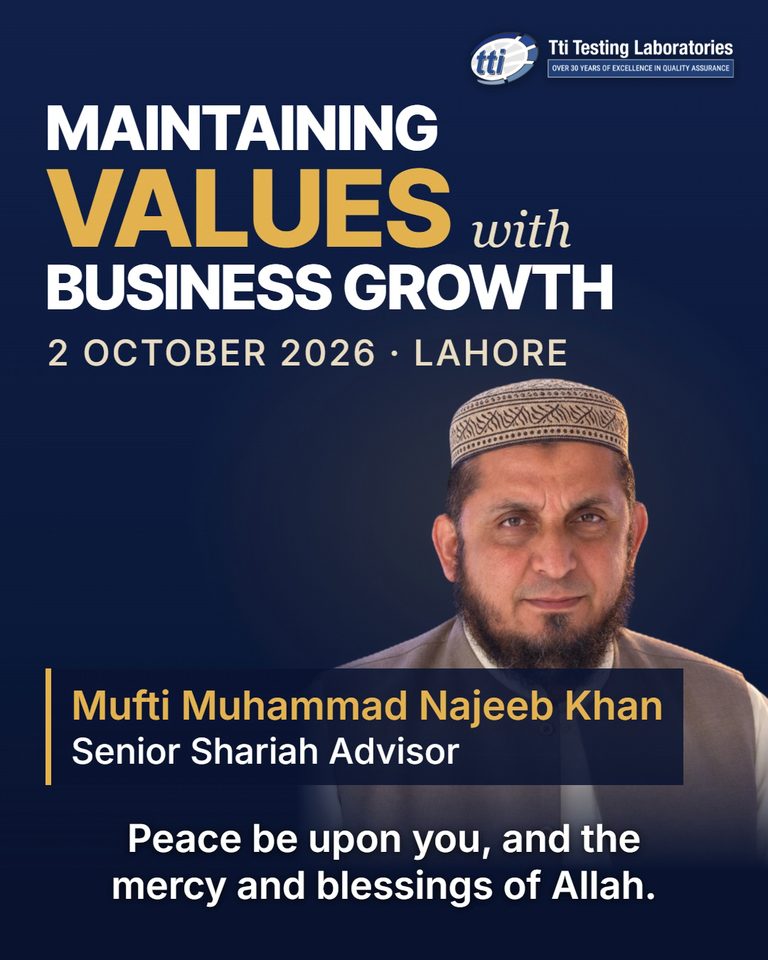 tti
Tti Testing Laboratories
OVER 30 YEARS OF EXCELLENCE IN QUALITY ASSURANCE
MAINTAINING
VALUES with
BUSINESS GROWTH
2 OCTOBER 2026 · LAHORE
Mufti Muhammad Najeeb Khan
Senior Shariah Advisor
Peace be upon you, and the
mercy and blessings of Allah.